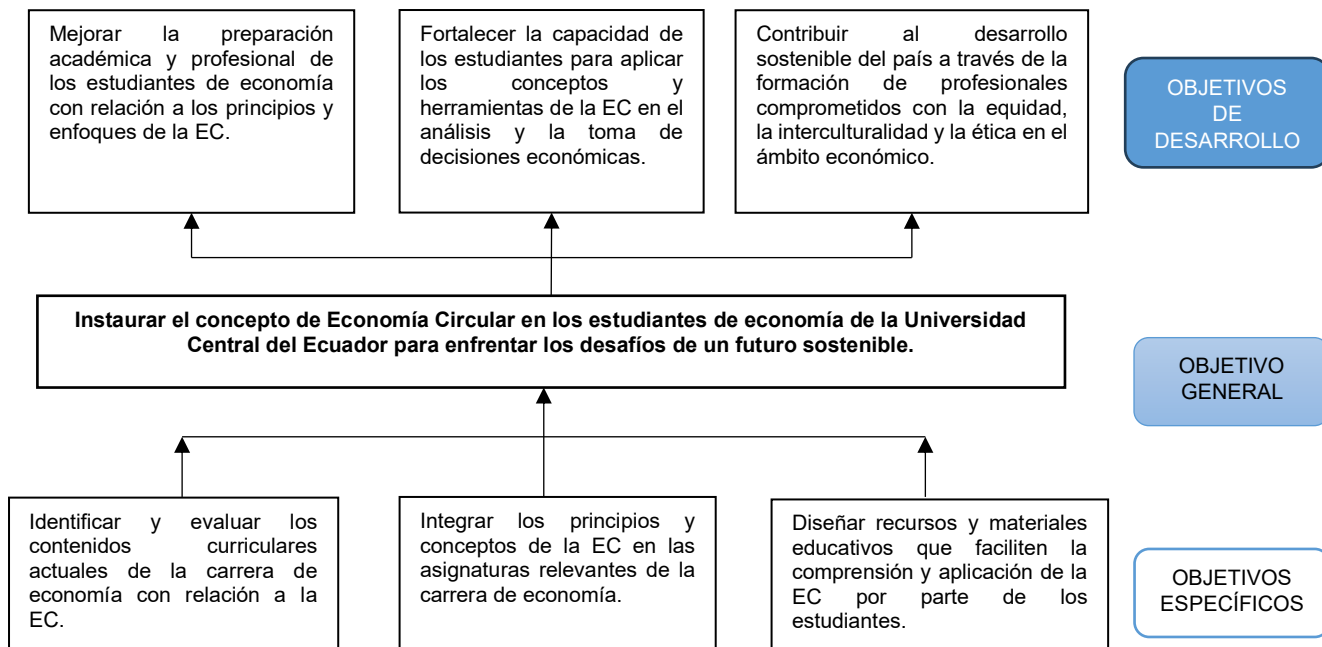 Mejorar la preparación
académica y profesional de
los estudiantes de economía
con relación a los principios y
enfoques de la EC.
Fortalecer la capacidad de
los estudiantes para aplicar
los conceptos y
herramientas de la EC en el
análisis y la toma de
decisiones económicas.
Contribuir al desarrollo
sostenible del país a través de la
formación de profesionales
comprometidos con la equidad,
la interculturalidad y la ética en el
ámbito económico.
OBJETIVOS
DE
DESARROLLO
Instaurar el concepto de Economía Circular en los estudiantes de economía de la Universidad
Central del Ecuador para enfrentar los desafíos de un futuro sostenible.
OBJETIVO
GENERAL
Identificar y evaluar los
contenidos curriculares
actuales de la carrera de
economía con relación a la
EC.
Integrar los principios y
conceptos de la EC en las
asignaturas relevantes de la
carrera de economía.
Diseñar recursos y materiales
educativos que faciliten la
comprensión y aplicación de la
EC por parte de los
estudiantes.
OBJETIVOS
ESPECÍFICOS